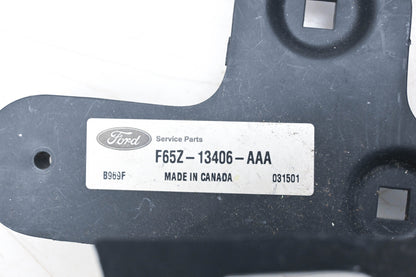 Ford Service Parts
F65Z-13406-AAA
B969F MADE IN CANADA 031501